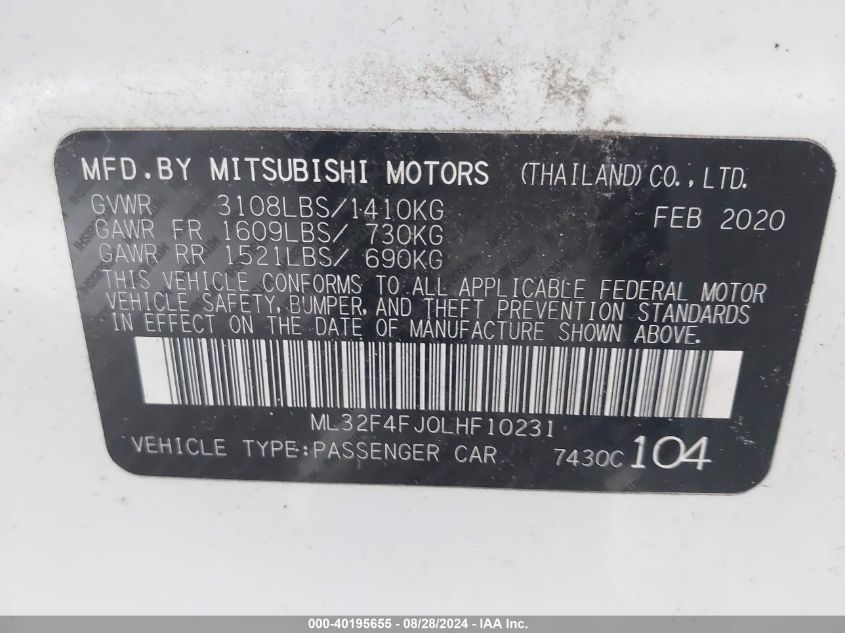 MFD.BY MITSUBISHI MOTORS (THAILAND) CO., LTD.
GVWR 3108LBS/1410KG FEB 2020
GAWR FR 1609LBS/ 730KG
GAWR RR 1521LBS/ 690KG
THIS VEHICLE CONFORMS TO ALL APPLICABLE FEDERAL MOTOR
VEHICLE SAFETY, BUMPER, AND THEFT PREVENTION STANDARDS
IN EFFECT ON THE DATE OF MANUFACTURE SHOWN ABOVE.
ML32F4FJ0LHF10231
VEHICLE TYPE:PASSENGER CAR 7430C 104
000-40195655 - 08/28/2024 - IAA Inc.